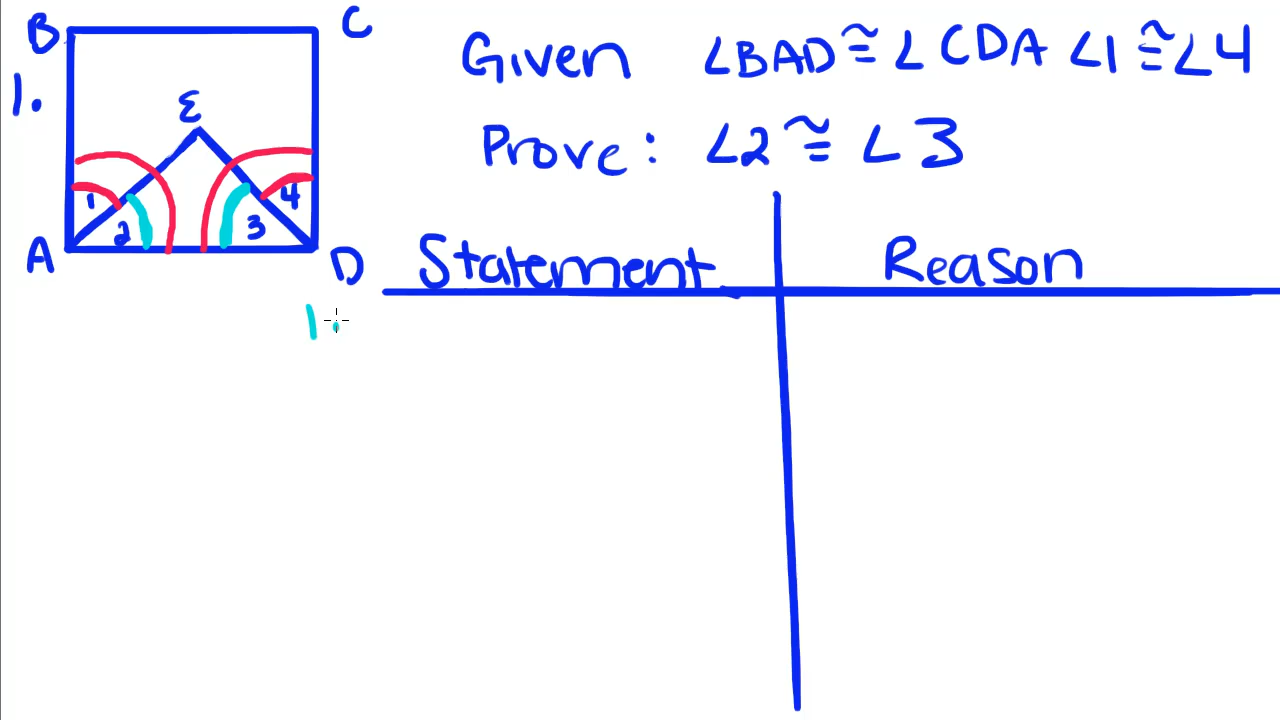 B C
1.
E
1 4
2 3
A D
Given ∠BAD ≅ ∠CDA ∠1 ≅ ∠4
Prove: ∠2 ≅ ∠3
Statement Reason
1.